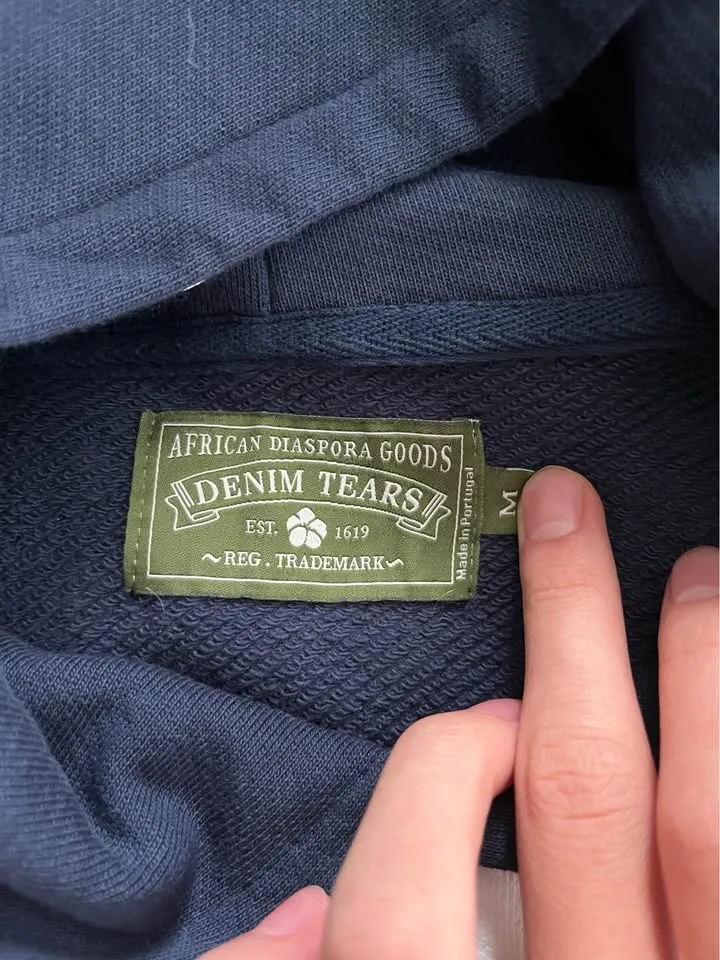 AFRICAN DIASPORA GOODS
DENIM TEARS
EST. 1619
~REG. TRADEMARK~
Made in Portugal
M